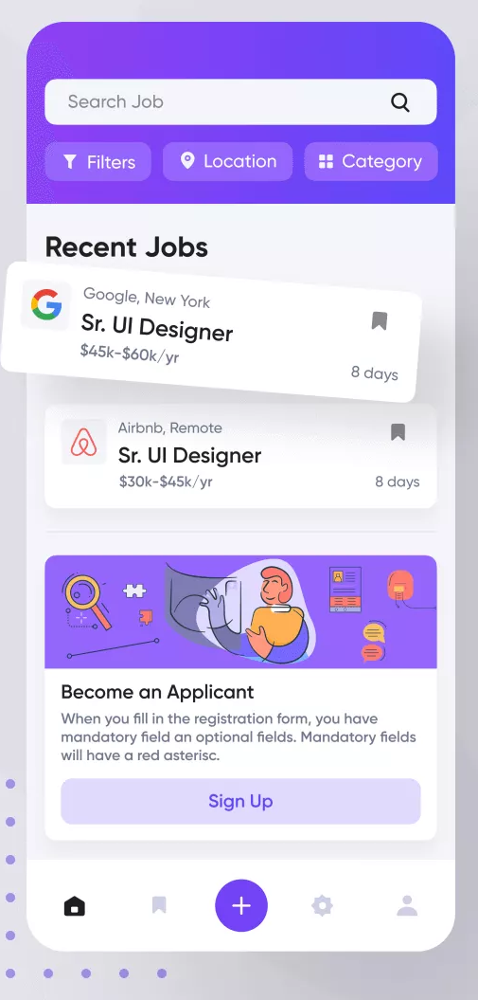 Search Job
Filters
Location
Category
Recent Jobs
Google, New York
Sr. UI Designer
$45k-$60k/yr
8 days
Airbnb, Remote
Sr. UI Designer
$30k-$45k/yr
8 days
Become an Applicant
When you fill in the registration form, you have
mandatory field an optional fields. Mandatory fields
will have a red asterisc.
Sign Up